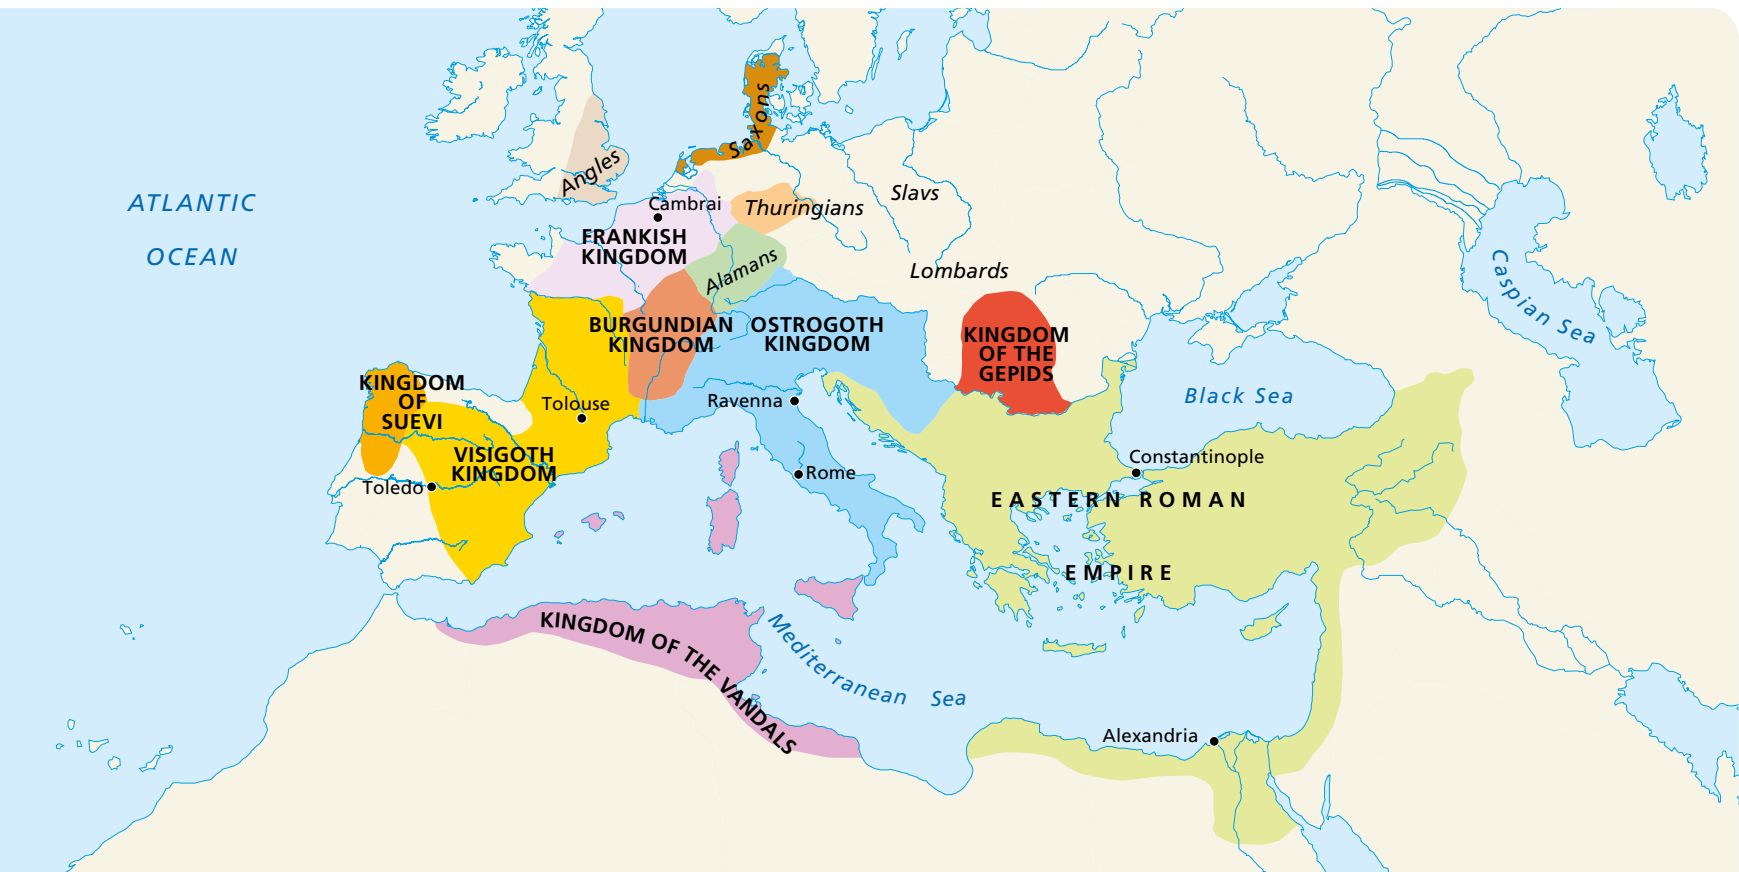 Saxons
Angles
ATLANTIC
OCEAN
Cambrai
Thuringians
Slavs
FRANKISH
KINGDOM
Alamans
Lombards
Caspian Sea
BURGUNDIAN
KINGDOM
OSTROGOTH
KINGDOM
KINGDOM
OF THE
GEPIDS
KINGDOM
OF
SUEVI
Tolouse
Ravenna
Black Sea
VISIGOTH
KINGDOM
Toledo
Rome
Constantinople
EASTERN ROMAN
EMPIRE
KINGDOM OF THE VANDALS
Mediterranean Sea
Alexandria